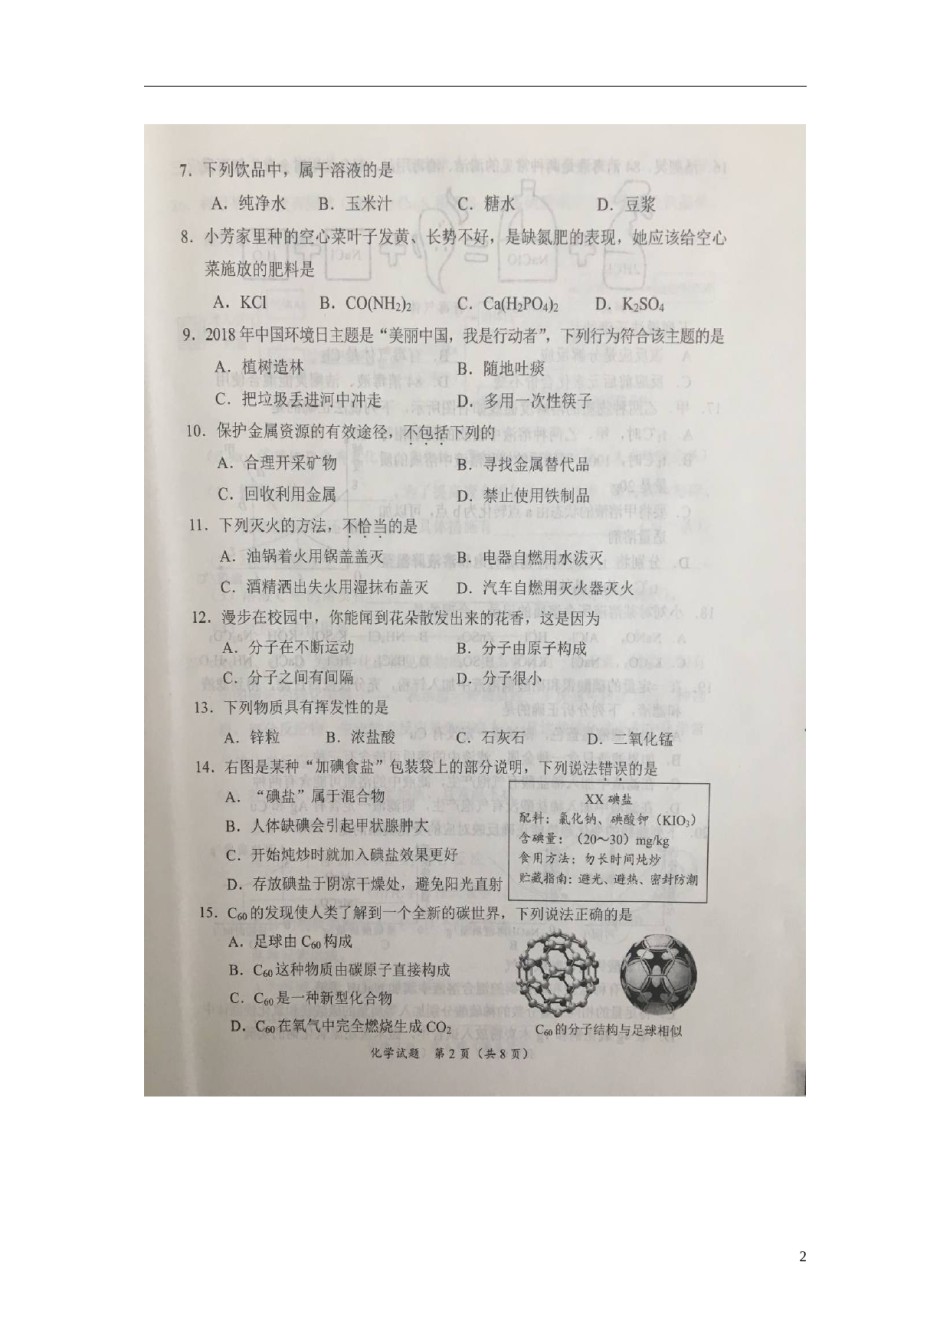 7. 下列饮品中，属于溶液的是
A. 纯净水 B. 玉米汁 C. 糖水 D. 豆浆
8. 小芳家里种的空心菜叶子发黄、长势不好，是缺氮肥的表现，她应该给空心
菜施放的肥料是
A. KCl B. CO(NH₂)₂ C. Ca(H₂PO₄)₂ D. K₂SO₄
9. 2018 年中国环境日主题是“美丽中国，我是行动者”，下列行为符合该主题的是
A. 植树造林 B. 随地吐痰
C. 把垃圾丢进河中冲走 D. 多用一次性筷子
10. 保护金属资源的有效途径，不包括下列的
A. 合理开采矿物 B. 寻找金属替代品
C. 回收利用金属 D. 禁止使用铁制品
11. 下列灭火的方法，不恰当的是
A. 油锅着火用锅盖盖灭 B. 电器自燃用水泼灭
C. 酒精洒出失火用湿抹布盖灭 D. 汽车自燃用灭火器灭火
12. 漫步在校园中，你能闻到花朵散发出来的花香，这是因为
A. 分子在不断运动 B. 分子由原子构成
C. 分子之间有间隔 D. 分子很小
13. 下列物质具有挥发性的是
A. 锌粒 B. 浓盐酸 C. 石灰石 D. 二氧化锰
14. 右图是某种“加碘食盐”包装袋上的部分说明，下列说法错误的是
A. “碘盐”属于混合物
B. 人体缺碘会引起甲状腺肿大
C. 开始炖炒时就加入碘盐效果更好
D. 存放碘盐于阴凉干燥处，避免阳光直射
XX 碘盐
配料：氯化钠、碘酸钾（KIO₃）
含碘量：（20～30）mg/kg
食用方法：勿长时间炖炒
贮藏指南：避光、避热、密封防潮
15. C₆₀的发现使人类了解到一个全新的碳世界，下列说法正确的是
A. 足球由 C₆₀构成
B. C₆₀这种物质由碳原子直接构成
C. C₆₀是一种新型化合物
D. C₆₀在氧气中完全燃烧生成 CO₂
C₆₀的分子结构与足球相似
化学试题 第 2 页（共 8 页）
2